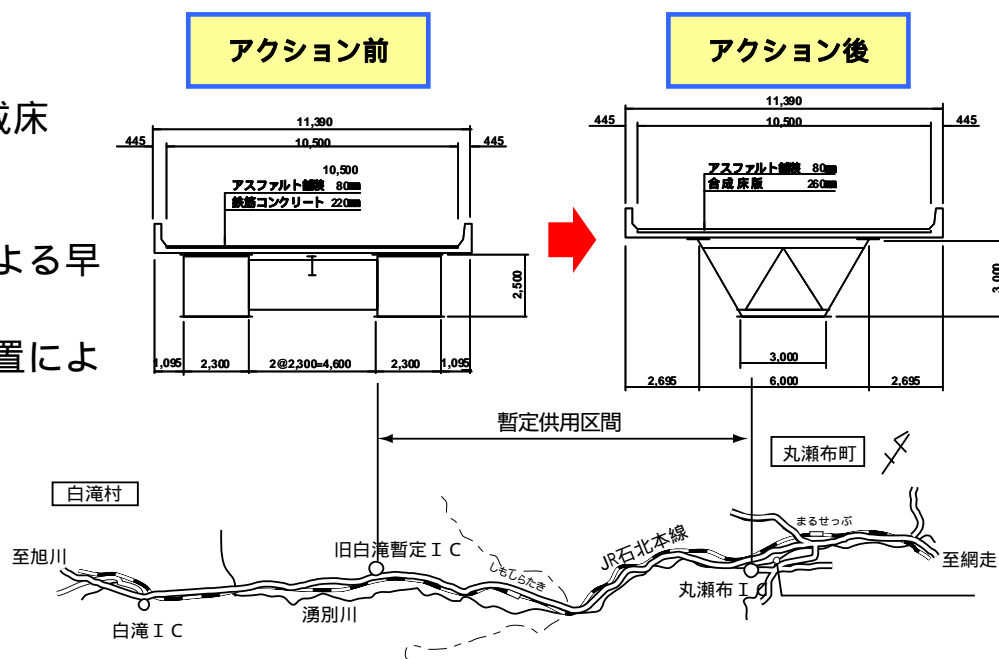 アクション前
アクション後
成床
よる早
置によ
11,390
445
10,500
445
10,500
アスファルト舗装 80mm
鉄筋コンクリート 220mm
2,500
1,095
2,300
2@2,300=4,600
2,300
1,095
11,390
445
10,500
445
アスファルト舗装 80mm
合成床版 260mm
3,000
3,000
2,695
6,000
2,695
暫定供用区間
丸瀬布町
白滝村
まるせっぷ
至旭川
旧白滝暫定IC
しもしらたき
JR石北本線
至網走
丸瀬布IC
湧別川
白滝IC